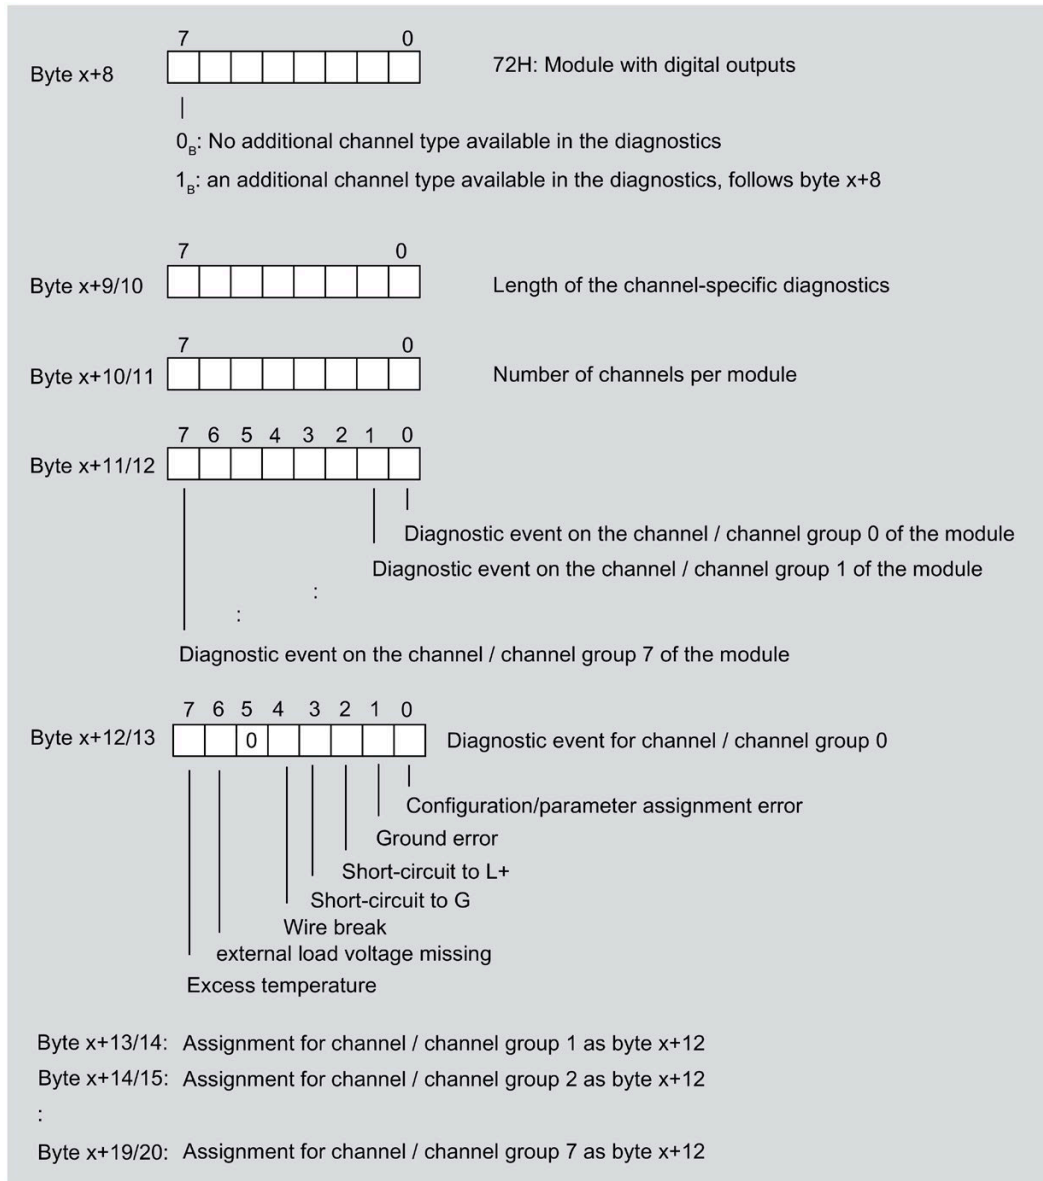 7 0
Byte x+8 72H: Module with digital outputs
0B: No additional channel type available in the diagnostics
1B: an additional channel type available in the diagnostics, follows byte x+8
7 0
Byte x+9/10 Length of the channel-specific diagnostics
7 0
Byte x+10/11 Number of channels per module
7 6 5 4 3 2 1 0
Byte x+11/12
Diagnostic event on the channel / channel group 0 of the module
Diagnostic event on the channel / channel group 1 of the module
:
:
Diagnostic event on the channel / channel group 7 of the module
7 6 5 4 3 2 1 0
Byte x+12/13 0 Diagnostic event for channel / channel group 0
Configuration/parameter assignment error
Ground error
Short-circuit to L+
Short-circuit to G
Wire break
external load voltage missing
Excess temperature
Byte x+13/14: Assignment for channel / channel group 1 as byte x+12
Byte x+14/15: Assignment for channel / channel group 2 as byte x+12
:
Byte x+19/20: Assignment for channel / channel group 7 as byte x+12